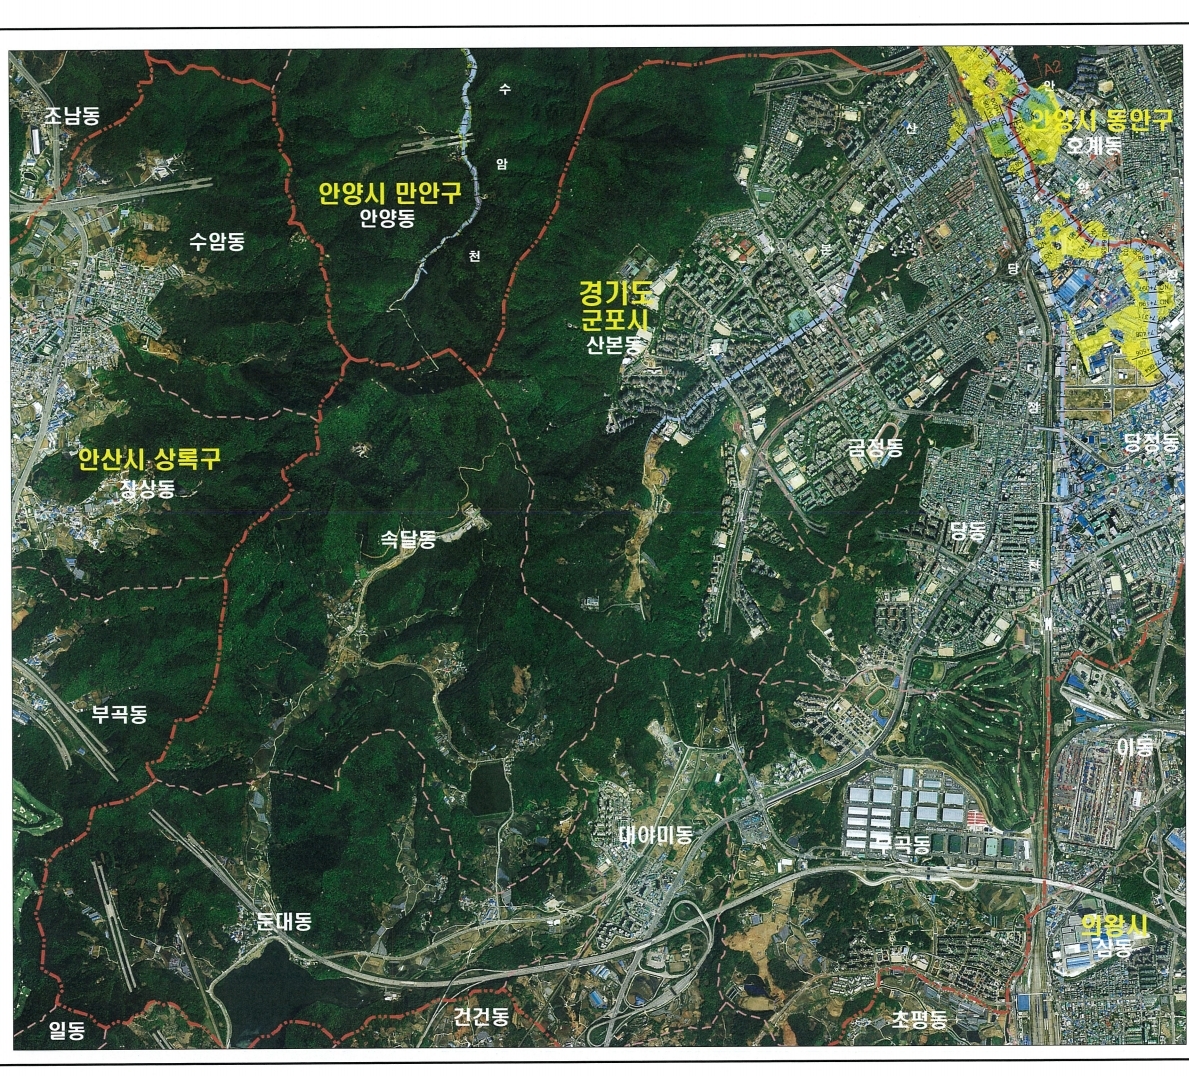 A2
조남동
수
산
안양시 동안구
호계동
암
안양시 만안구
안양동
수암동
천
본
당
경기도
군포시
산본동
정
금정동
당정동
안산시 상록구
장상동
당동
속달동
부곡동
이동
대야미동
부곡동
둔대동
의왕시
삼동
건건동
초평동
일동